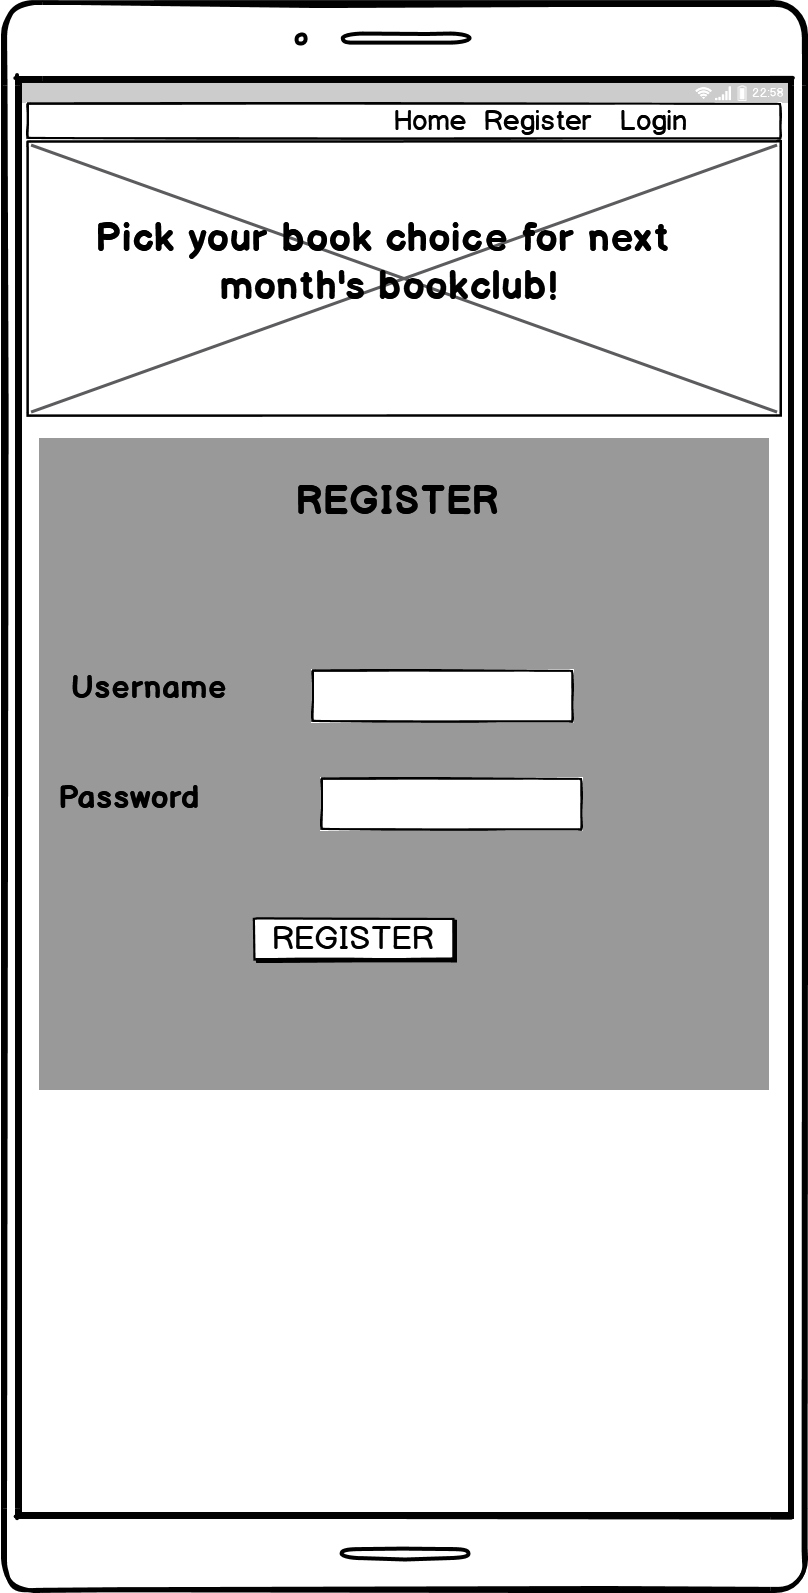 22:58
Home Register Login
Pick your book choice for next
month's bookclub!
REGISTER
Username
Password
REGISTER